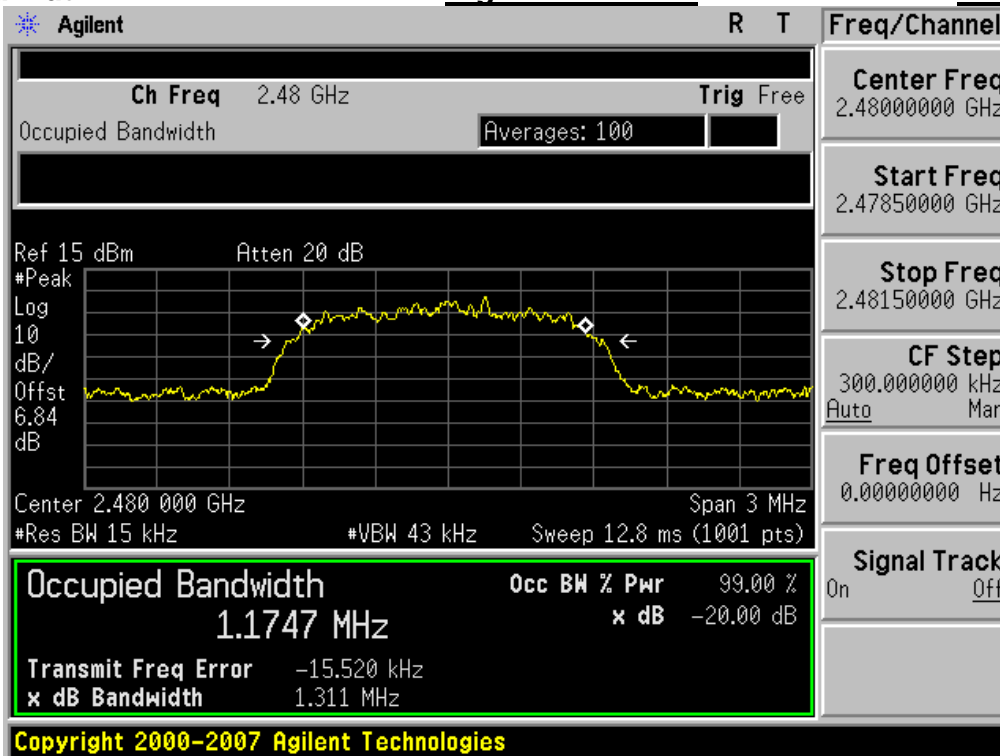 Agilent R T Freq/Channel
Ch Freq 2.48 GHz Trig Free
Occupied Bandwidth Averages: 100
Center Freq
2.48000000 GHz
Start Freq
2.47850000 GHz
Stop Freq
2.48150000 GHz
CF Step
300.000000 kHz
Auto Man
Freq Offset
0.00000000 Hz
Signal Track
On Off
Ref 15 dBm Atten 20 dB
#Peak
Log
10
dB/
Offst
6.84
dB
Center 2.480 000 GHz Span 3 MHz
#Res BW 15 kHz #VBW 43 kHz Sweep 12.8 ms (1001 pts)
Occupied Bandwidth Occ BW % Pwr 99.00 %
1.1747 MHz x dB -20.00 dB
Transmit Freq Error -15.520 kHz
x dB Bandwidth 1.311 MHz
Copyright 2000-2007 Agilent Technologies